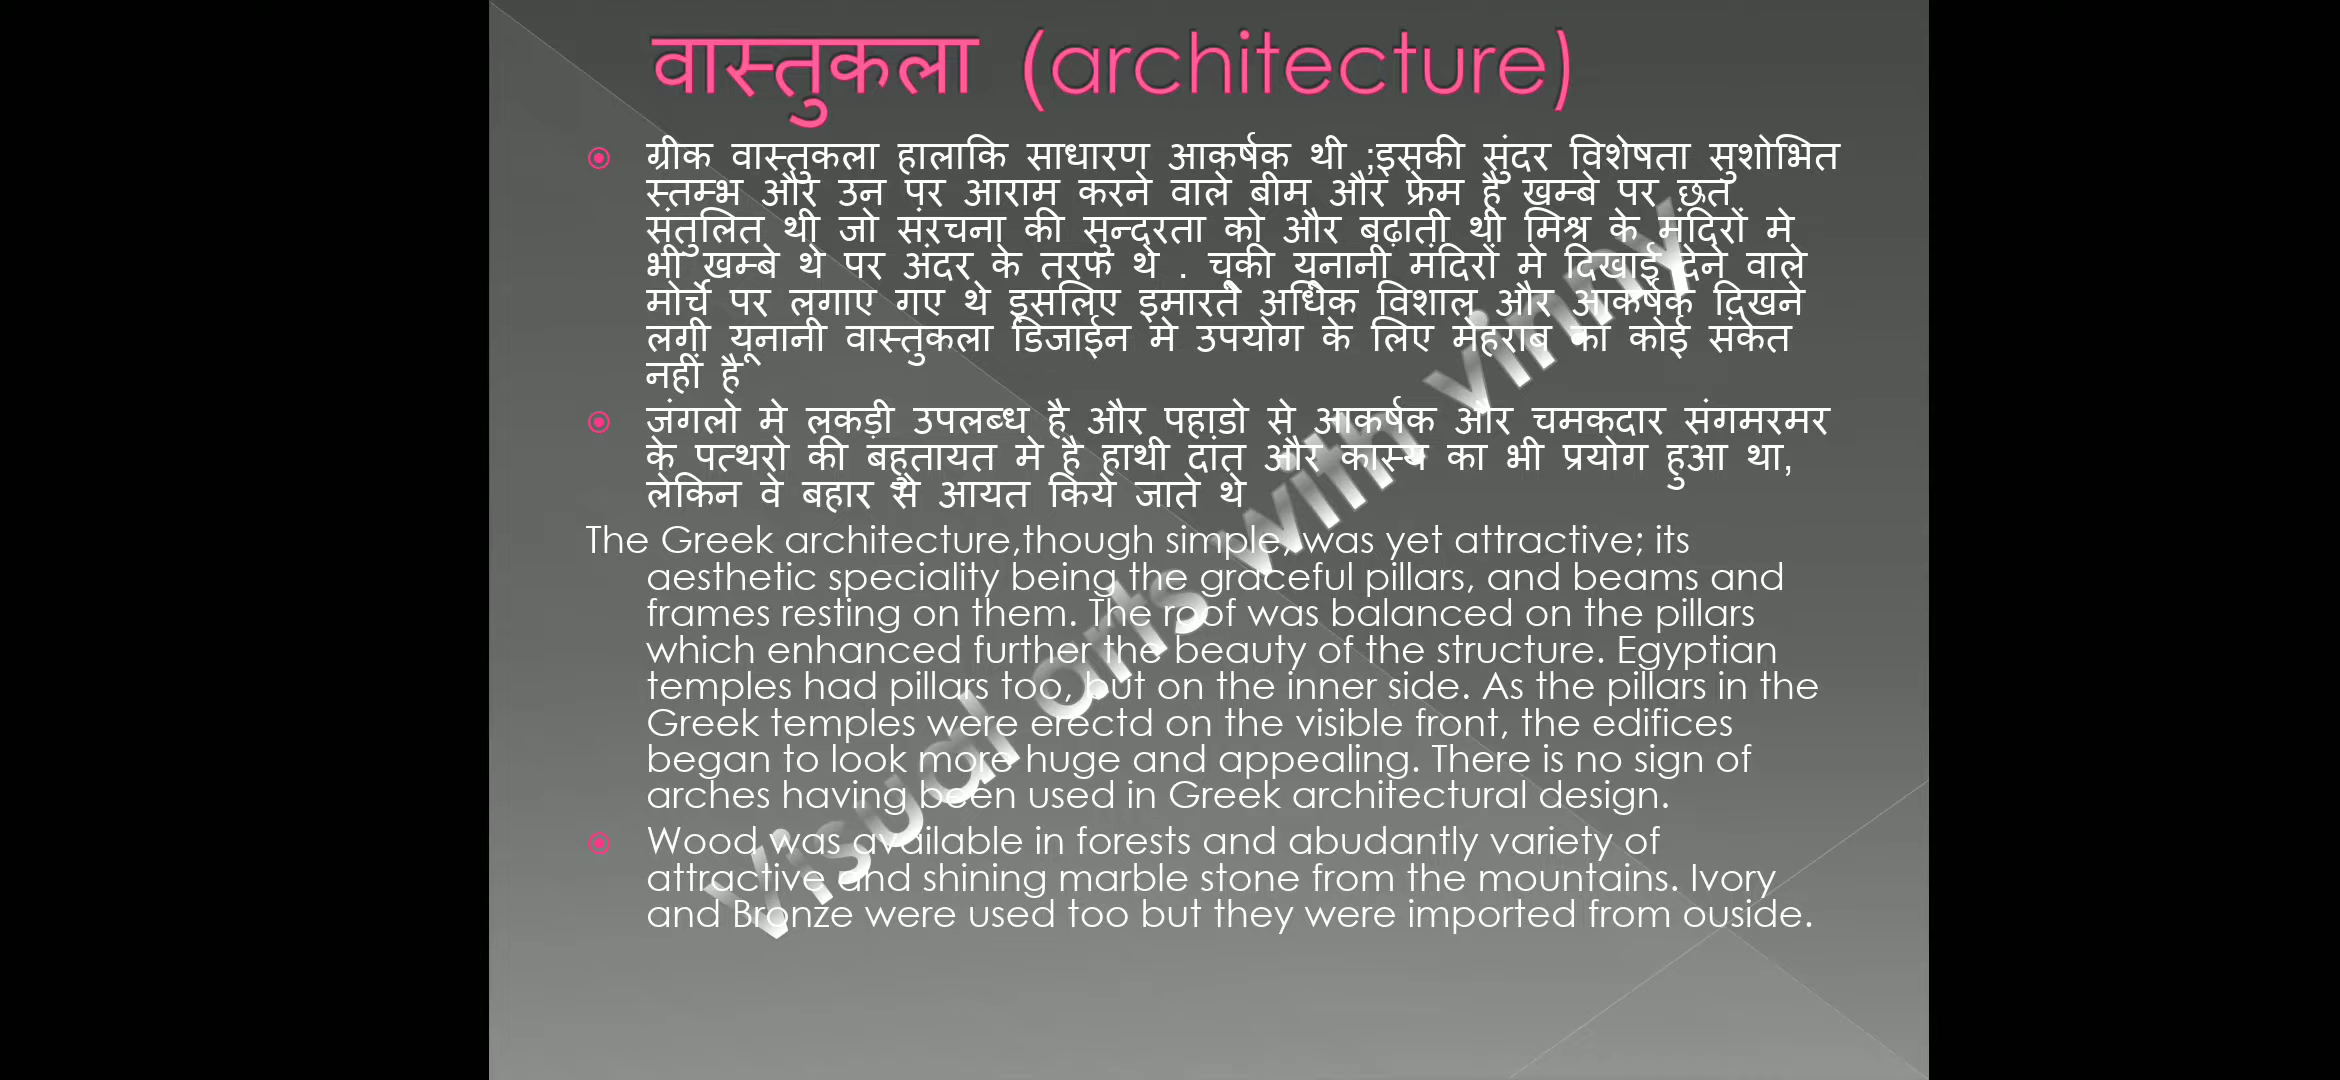 वास्तुकला (architecture)
ग्रीक वास्तुकला हालाकि साधारण आकर्षक थी ;इसकी सुंदर विशेषता सुशोभित
स्तम्भ और उन पर आराम करने वाले बीम और फ्रेम है खम्बे पर छत
संतुलित थी जो संरचना की सुन्दरता को और बढ़ाती थी मिश्र के मंदिरों मे
भी खम्बे थे पर अंदर के तरफ थे . चूकी यूनानी मंदिरों मे दिखाई देने वाले
मोर्चे पर लगाए गए थे इसलिए इमारतें अधिक विशाल और आकर्षक दिखने
लगी यूनानी वास्तुकला डिजाईन मे उपयोग के लिए मेहराब का कोई संकेत
नहीं है
जंगलो मे लकड़ी उपलब्ध है और पहाडो से आकर्षक और चमकदार संगमरमर
के पत्थरो की बहुतायत मे है हाथी दांत और कांस्य का भी प्रयोग हुआ था,
लेकिन वे बहार से आयत किये जाते थे
The Greek architecture,though simple, was yet attractive; its
aesthetic speciality being the graceful pillars, and beams and
frames resting on them. The roof was balanced on the pillars
which enhanced further the beauty of the structure. Egyptian
temples had pillars too, but on the inner side. As the pillars in the
Greek temples were erectd on the visible front, the edifices
began to look more huge and appealing. There is no sign of
arches having been used in Greek architectural design.
Wood was available in forests and abudantly variety of
attractive and shining marble stone from the mountains. Ivory
and Bronze were used too but they were imported from ouside.
Visual arts with vinny